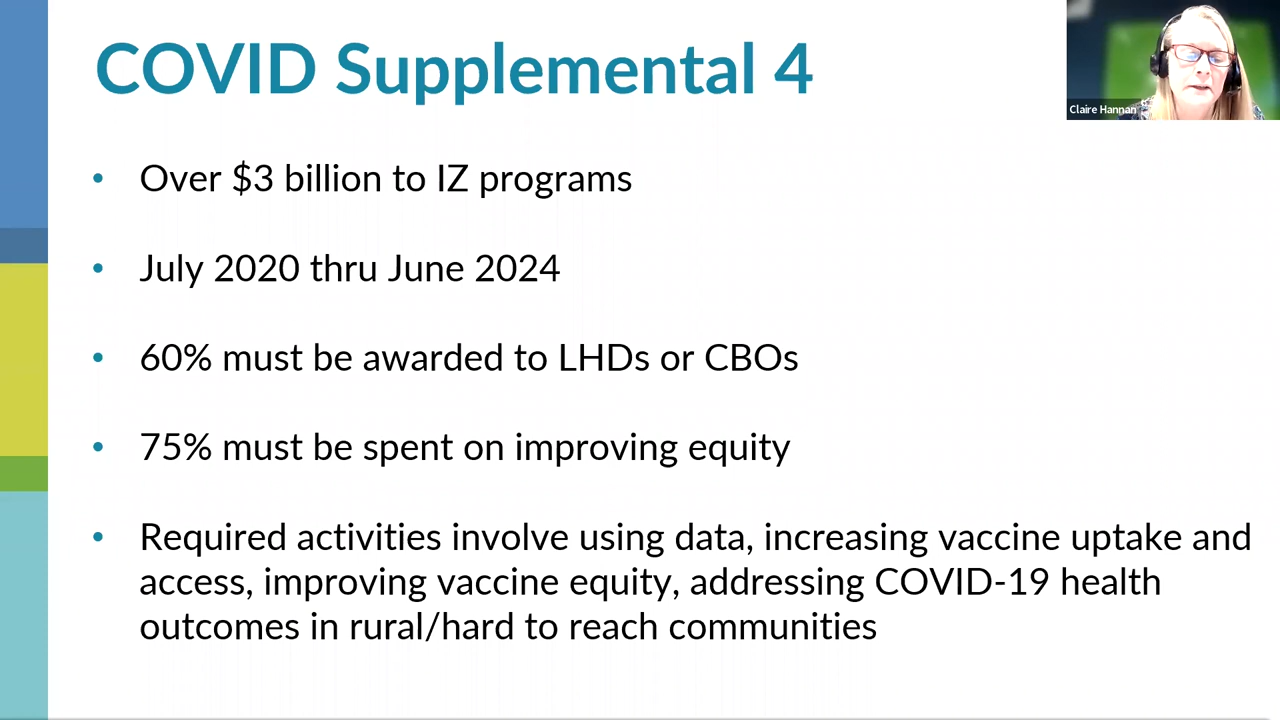 COVID Supplemental 4
Claire Hannan
• Over $3 billion to IZ programs
• July 2020 thru June 2024
• 60% must be awarded to LHDs or CBOs
• 75% must be spent on improving equity
• Required activities involve using data, increasing vaccine uptake and
access, improving vaccine equity, addressing COVID-19 health
outcomes in rural/hard to reach communities